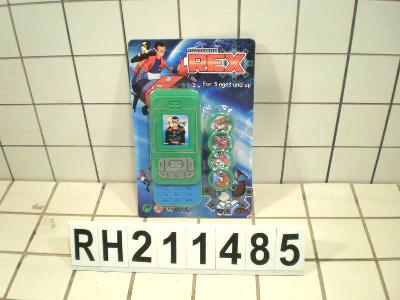 REX
For 3 ages and up
RH211485